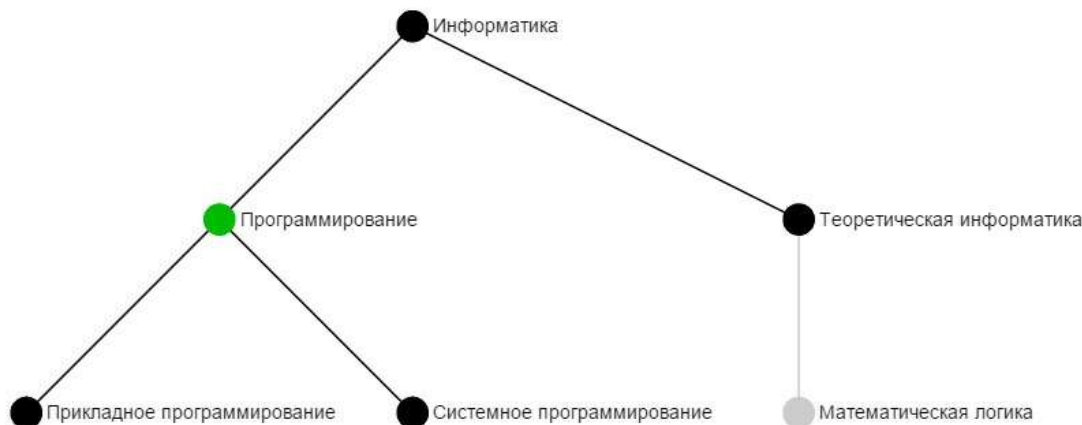 Информатика
Программирование
Теоретическая информатика
Прикладное программирование
Системное программирование
Математическая логика